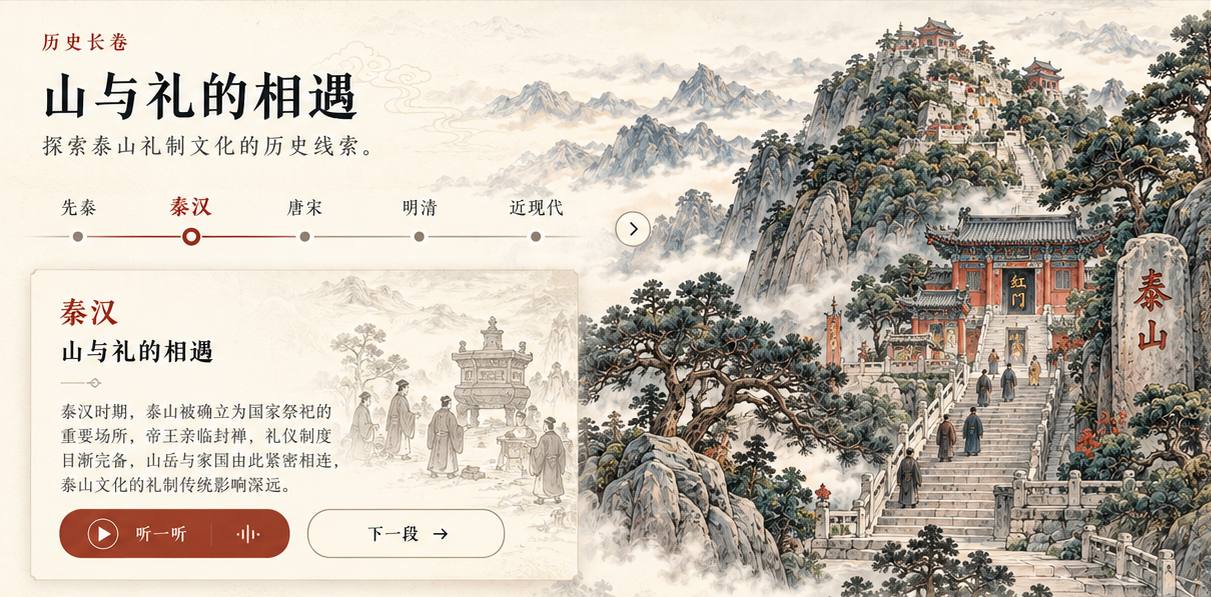 历史长卷
山与礼的相遇
探索泰山礼制文化的历史线索。
先泰
泰汉
唐宋
明清
近现代
秦汉
山与礼的相遇
泰汉时期，泰山被确立为国家祭祀的
重要场所，帝王亲临封禅，礼仪制度
目渐完备，山岳与家国由此紧密相连，
泰山文化的礼制传统影响深远。
听一听
下一段 →
红门
泰山